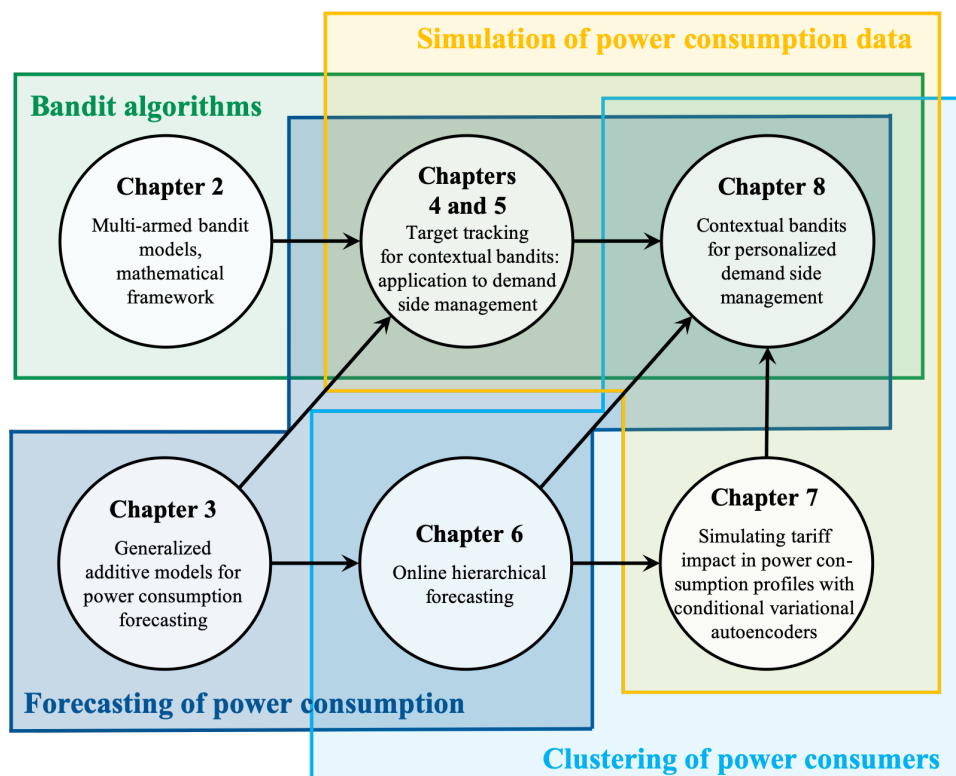 Simulation of power consumption data
Bandit algorithms
Chapter 2
Multi-armed bandit
models,
mathematical
framework
Chapters
4 and 5
Target tracking
for contextual bandits:
application to demand
side management
Chapter 8
Contextual bandits
for personalized
demand side
management
Chapter 3
Generalized
additive models for
power consumption
forecasting
Chapter 6
Online hierarchical
forecasting
Chapter 7
Simulating tariff
impact in power con-
sumption profiles with
conditional variational
autoencoders
Forecasting of power consumption
Clustering of power consumers